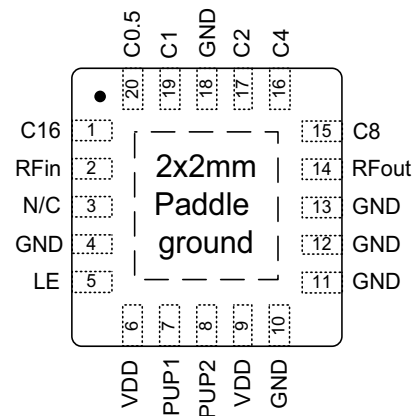 C0.5 C1 GND C2 C4
20 19 18 17 16
C16 1 15 C8
RFin 2 14 RFout
N/C 3 13 GND
GND 4 12 GND
LE 5 11 GND
2x2mm
Paddle
ground
6 7 8 9 10
VDD PUP1 PUP2 VDD GND